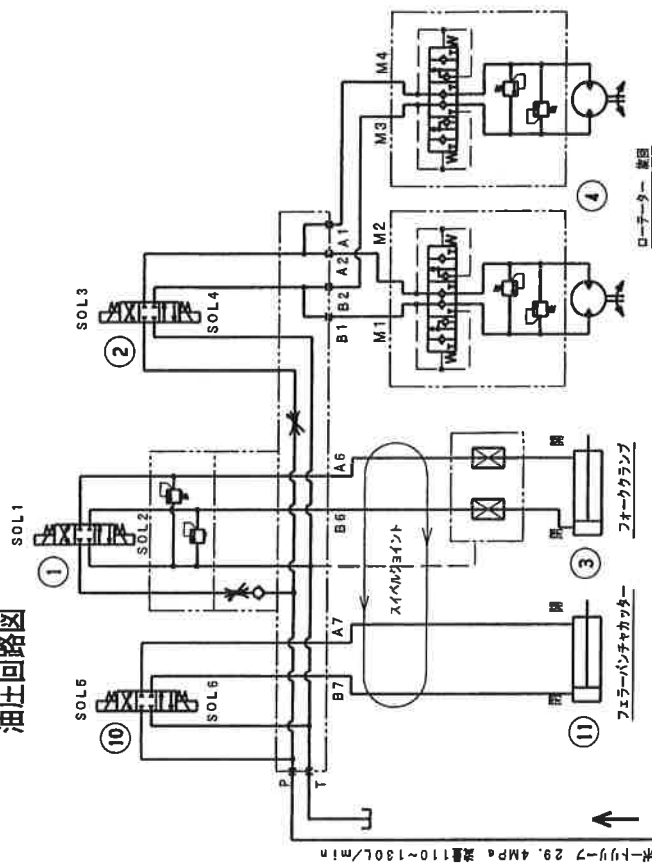 油圧回路図
SOL5
SOL6
⑩
SOL1
SOL2
①
SOL3
SOL4
②
P
T
B7
A7
B6
A6
B1
B2
A2
A1
M1
M2
M3
M4
スイベルジョイント
閉
開
フェラーバンチャカッター
⑪
閉
開
フォーククランプ
③
④
ローテーター 旋回
ポートリリーフ 29.4MPa 流量110~130L/min